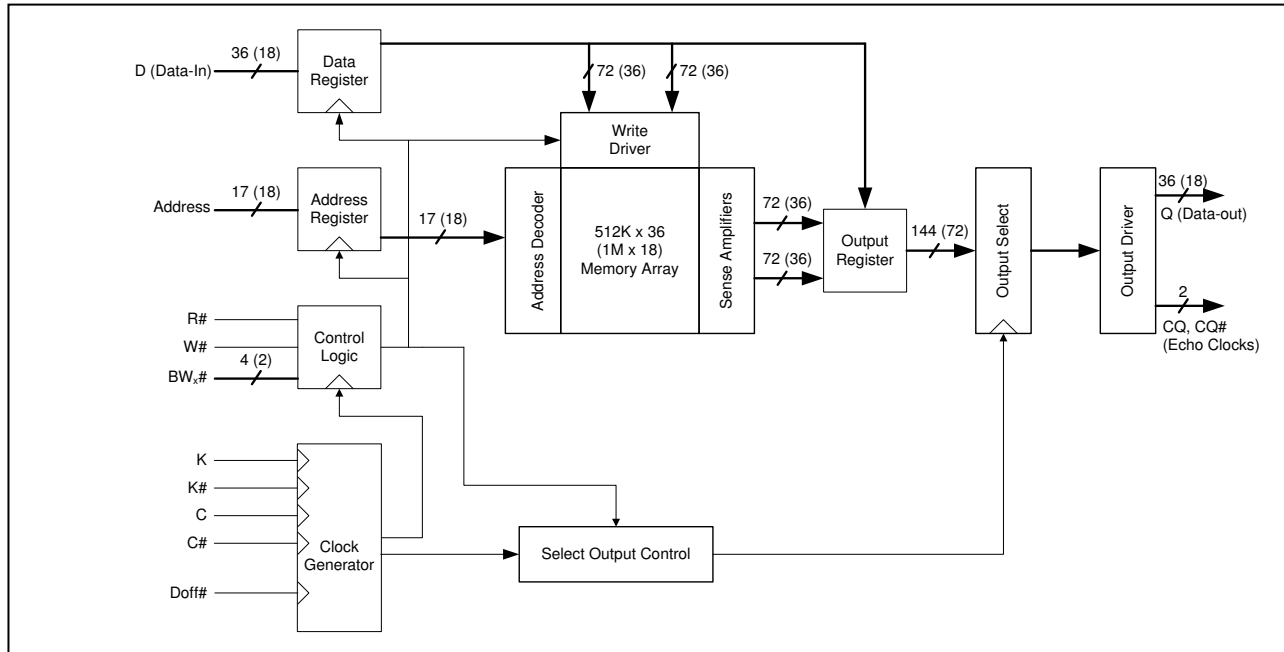 36 (18)
D (Data-In)
Data
Register
72 (36)
72 (36)
Write
Driver
17 (18)
Address
Address
Register
17 (18)
Address Decoder
512K x 36
(1M x 18)
Memory Array
Sense Amplifiers
72 (36)
72 (36)
Output
Register
144 (72)
Output Select
Output Driver
36 (18)
Q (Data-out)
2
CQ, CQ#
(Echo Clocks)
R#
W#
4 (2)
BWx#
Control
Logic
K
K#
C
C#
Doff#
Clock
Generator
Select Output Control